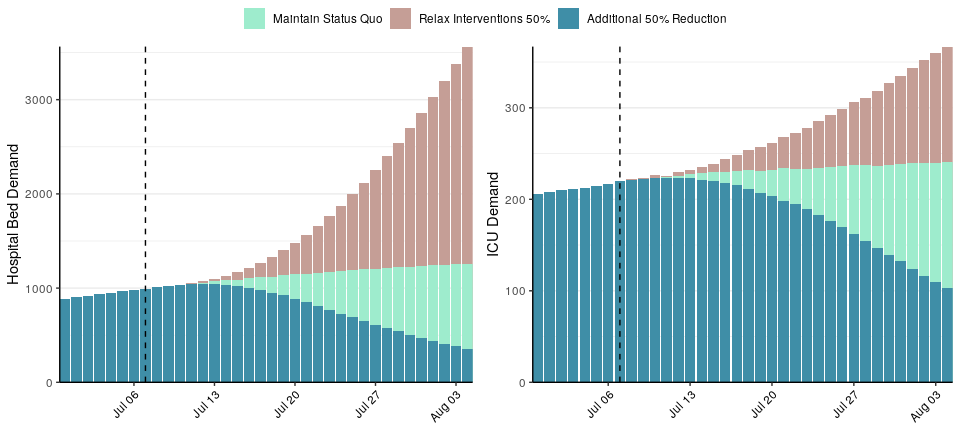 Maintain Status Quo Relax Interventions 50% Additional 50% Reduction
Hospital Bed Demand
3000
2000
1000
0
Jul 06 Jul 13 Jul 20 Jul 27 Aug 03
ICU Demand
300
200
100
0
Jul 06 Jul 13 Jul 20 Jul 27 Aug 03